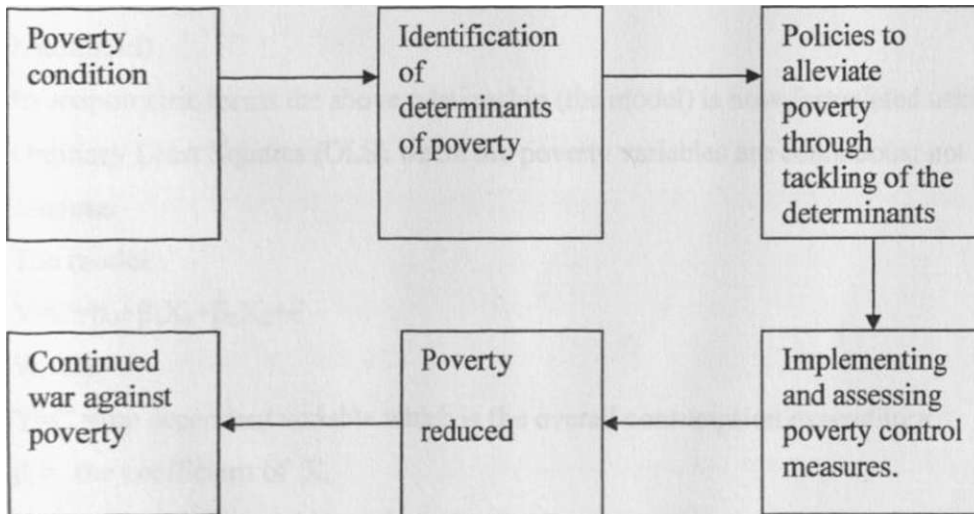 Poverty
condition
Identification
of
determinants
of poverty
Policies to
alleviate
poverty
through
tackling of the
determinants
Implementing
and assessing
poverty control
measures.
Poverty
reduced
Continued
war against
poverty